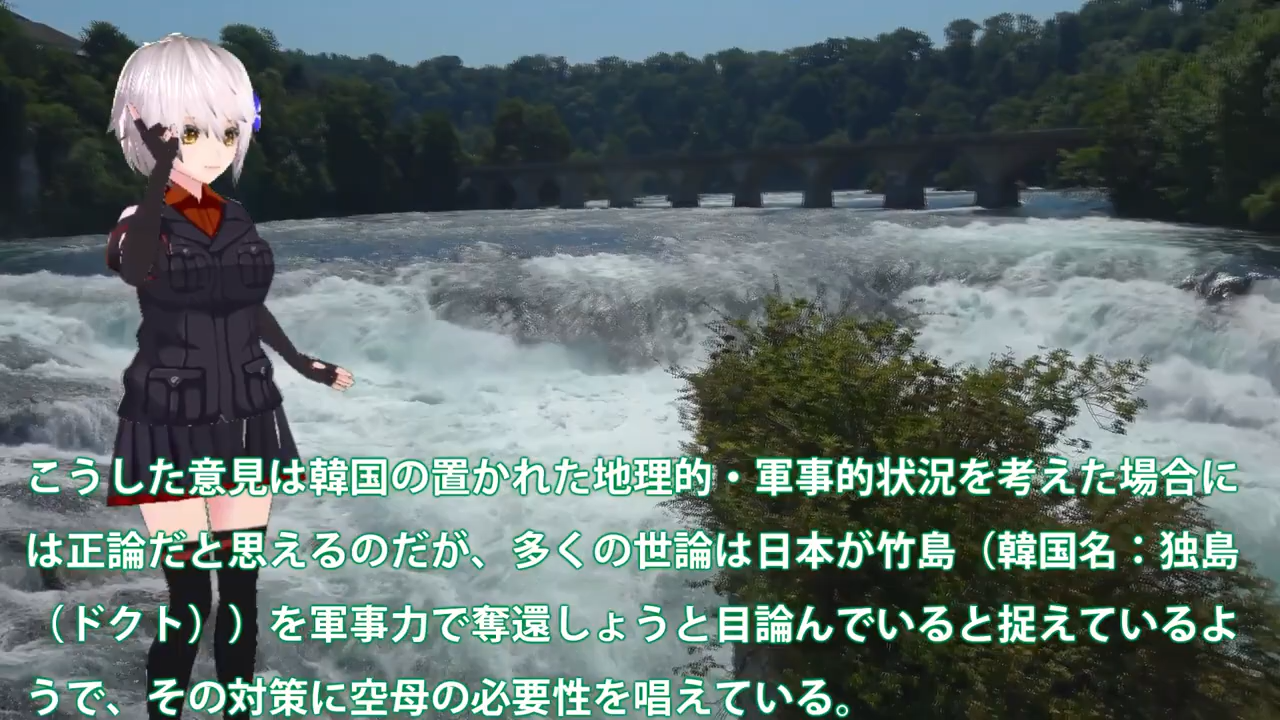 こうした意見は韓国の置かれた地理的・軍事的状況を考えた場合に
は正論だと思えるのだが、多くの世論は日本が竹島（韓国名：独島
（ドクト））を軍事力で奪還しょうと目論んでいると捉えているよ
うで、その対策に空母の必要性を唱えている。